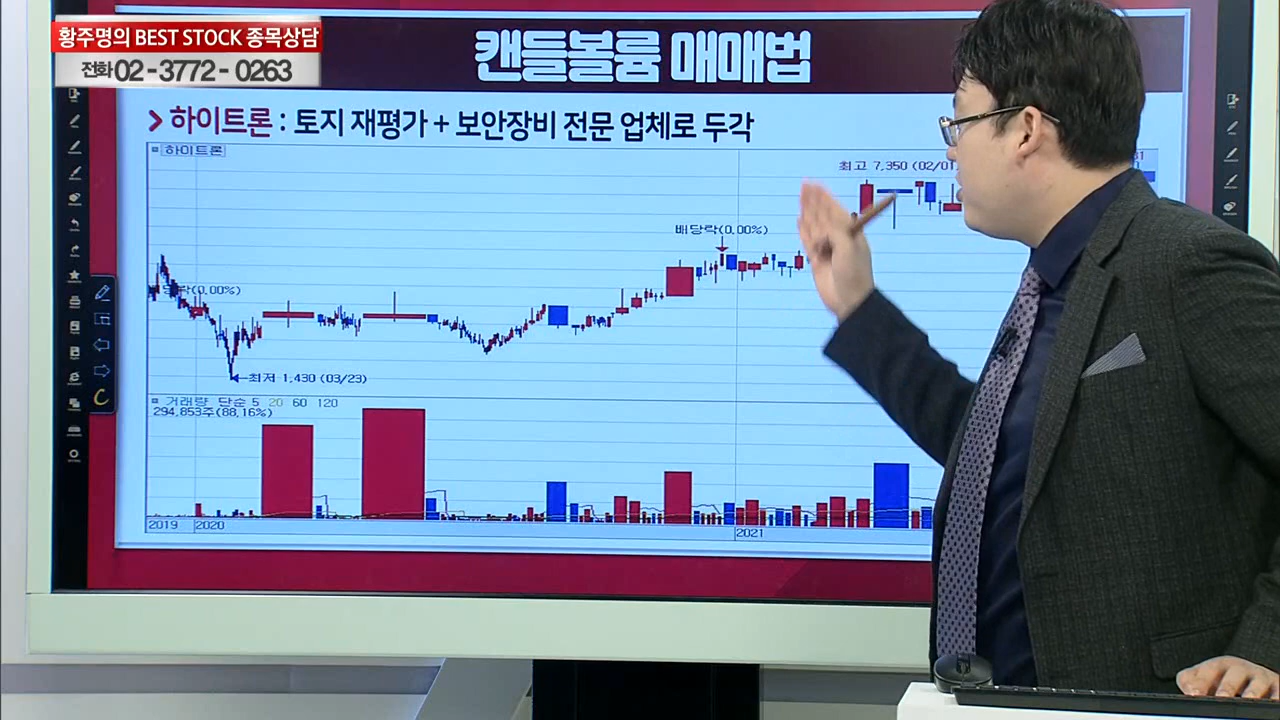 황주명의 BEST STOCK 종목상담
전화 02-3772-0263
캔들볼륨 매매법
하이트론 : 토지 재평가 + 보안장비 전문 업체로 두각
하이트론
최고 7,350 (02/01
배당락(0.00%)
락(0.00%)
최저 1,430 (03/23)
거래량 단순 5 20 60 120
294,853주(88.16%)
2019 2020
2021